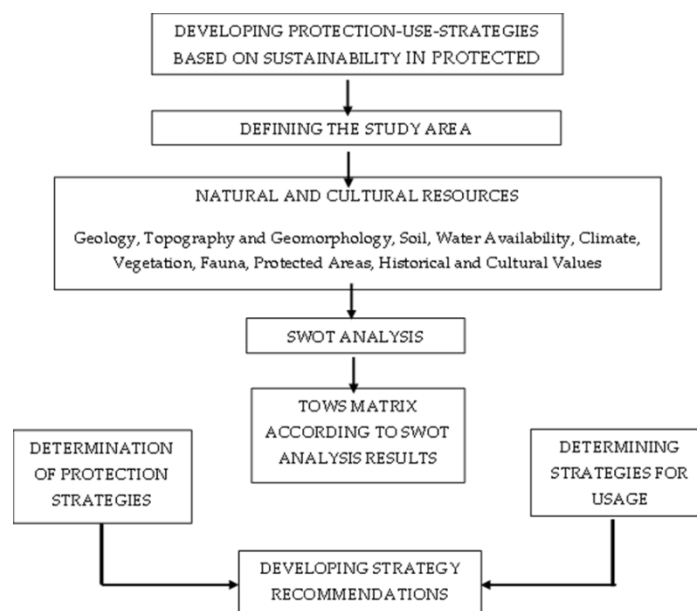 DEVELOPING PROTECTION-USE-STRATEGIES
BASED ON SUSTAINABILITY IN PROTECTED
DEFINING THE STUDY AREA
NATURAL AND CULTURAL RESOURCES
Geology, Topography and Geomorphology, Soil, Water Availability, Climate,
Vegetation, Fauna, Protected Areas, Historical and Cultural Values
SWOT ANALYSIS
TOWS MATRIX
ACCORDING TO SWOT
ANALYSIS RESULTS
DETERMINATION
OF PROTECTION
STRATEGIES
DETERMINING
STRATEGIES FOR
USAGE
DEVELOPING STRATEGY
RECOMMENDATIONS